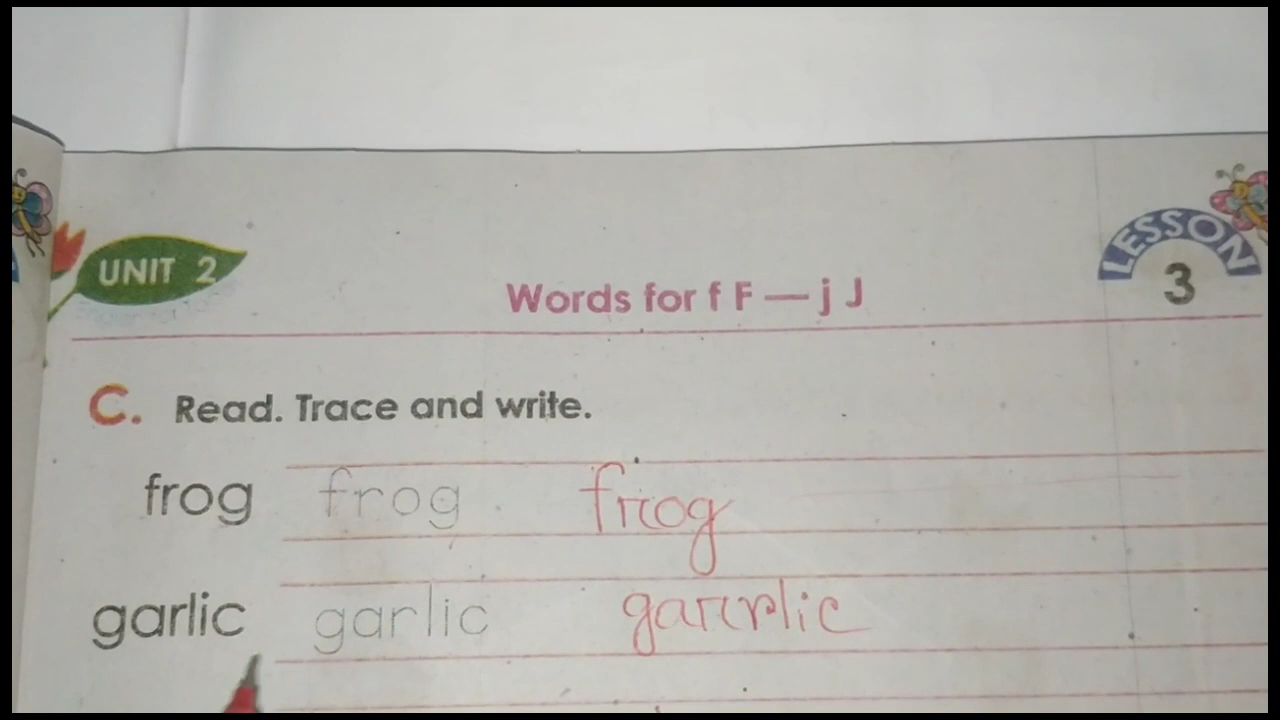 UNIT 2
LESSON 3
Words for f F — j J
C. Read. Trace and write.
frog frog frog
garlic garlic garrlic